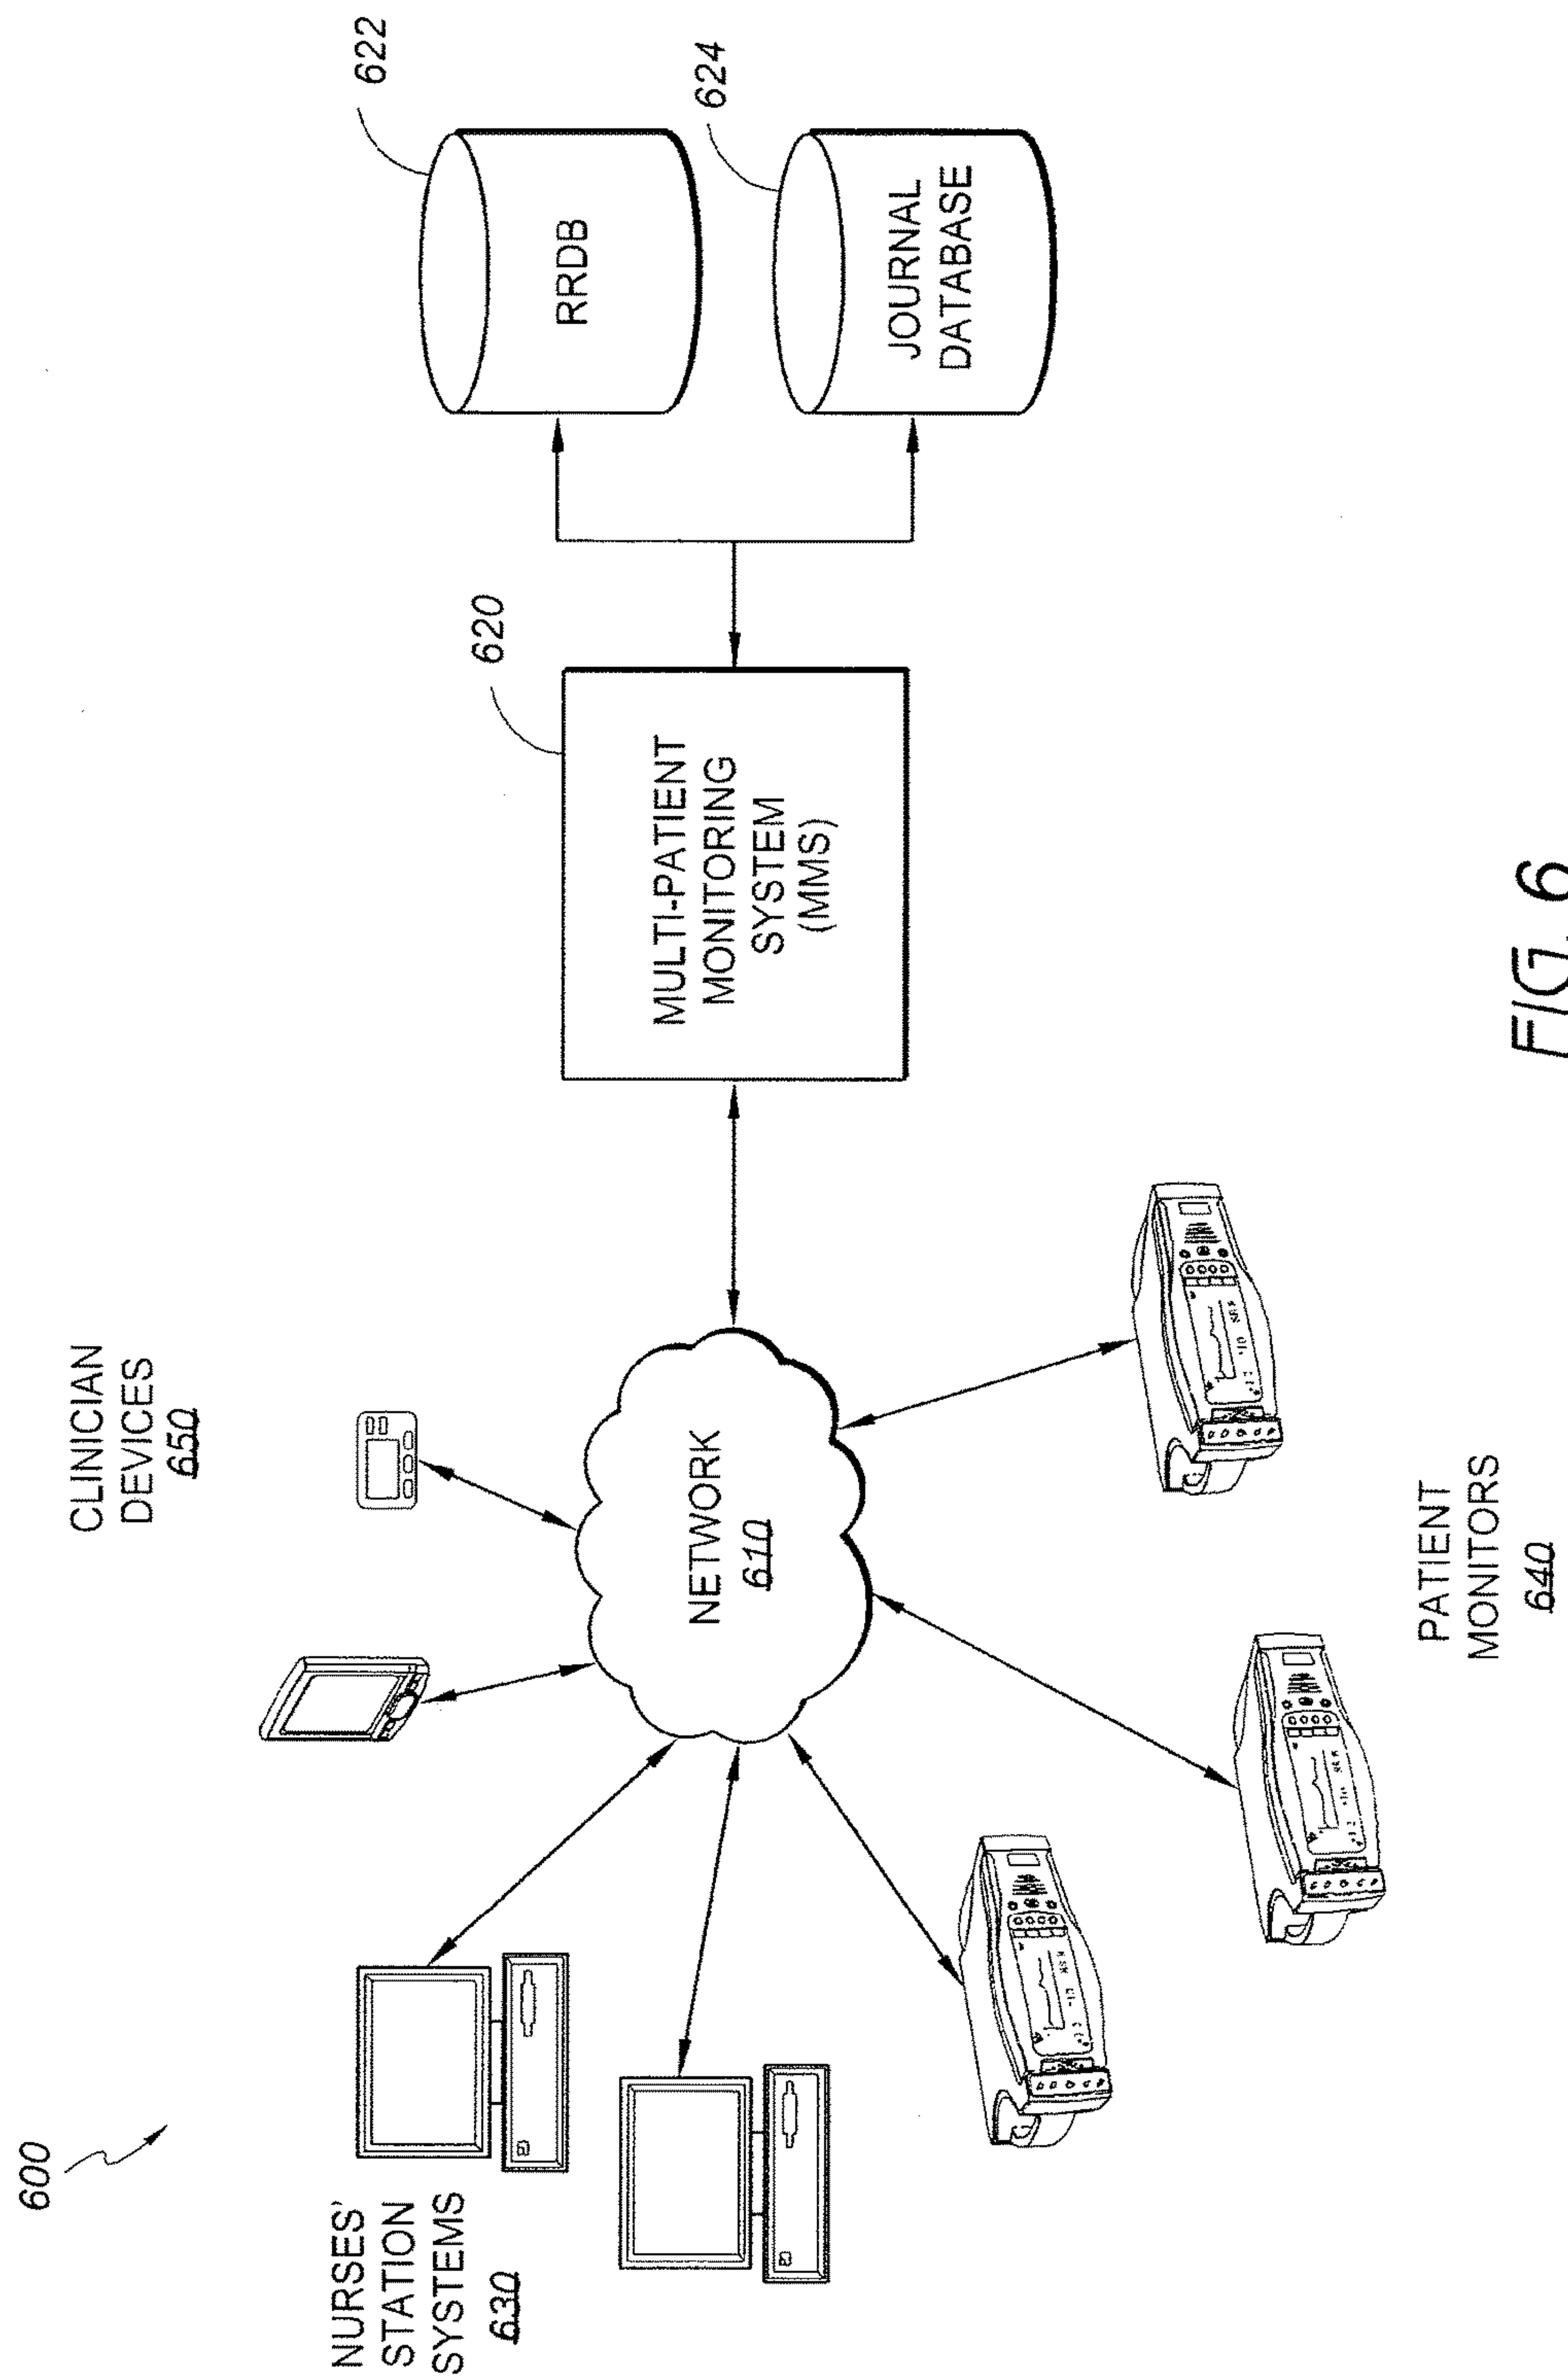 600
CLINICIAN
DEVICES
650
NURSES'
STATION
SYSTEMS
630
NETWORK
610
620
MULTI-PATIENT
MONITORING
SYSTEM
(MMS)
622
RRDB
624
JOURNAL
DATABASE
PATIENT
MONITORS
640
FIG. 6